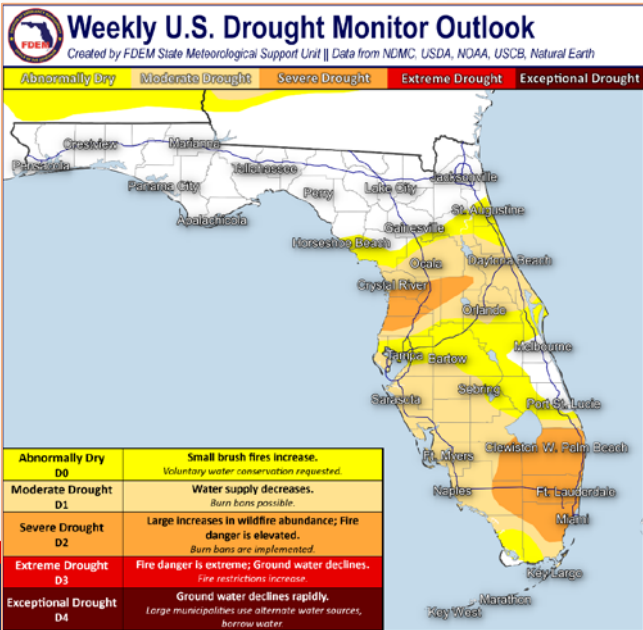 FDEM
Weekly U.S. Drought Monitor Outlook
Created by FDEM State Meteorological Support Unit || Data from NDMC, USDA, NOAA, USCB, Natural Earth
Abnormally Dry Moderate Drought Severe Drought Extreme Drought Exceptional Drought
Crestview
Marianna
Pensacola
Tallahassee
Jacksonville
Panama City
Perry
Lake City
Apalachicola
St. Augustine
Gainesville
Horseshoe Beach
Ocala
Daytona Beach
Crystal River
Orlando
Melbourne
Tampa
Bartow
Sebring
Sarasota
Port St. Lucie
Ft. Myers
Clewiston
W. Palm Beach
Naples
Ft. Lauderdale
Miami
Key Largo
Marathon
Key West
Abnormally Dry
D0
Small brush fires increase.
Voluntary water conservation requested.
Moderate Drought
D1
Water supply decreases.
Burn bans possible.
Severe Drought
D2
Large increases in wildfire abundance; Fire
danger is elevated.
Burn bans are implemented.
Extreme Drought
D3
Fire danger is extreme; Ground water declines.
Fire restrictions increase.
Exceptional Drought
D4
Ground water declines rapidly.
Large municipalities use alternate water sources,
borrow water.